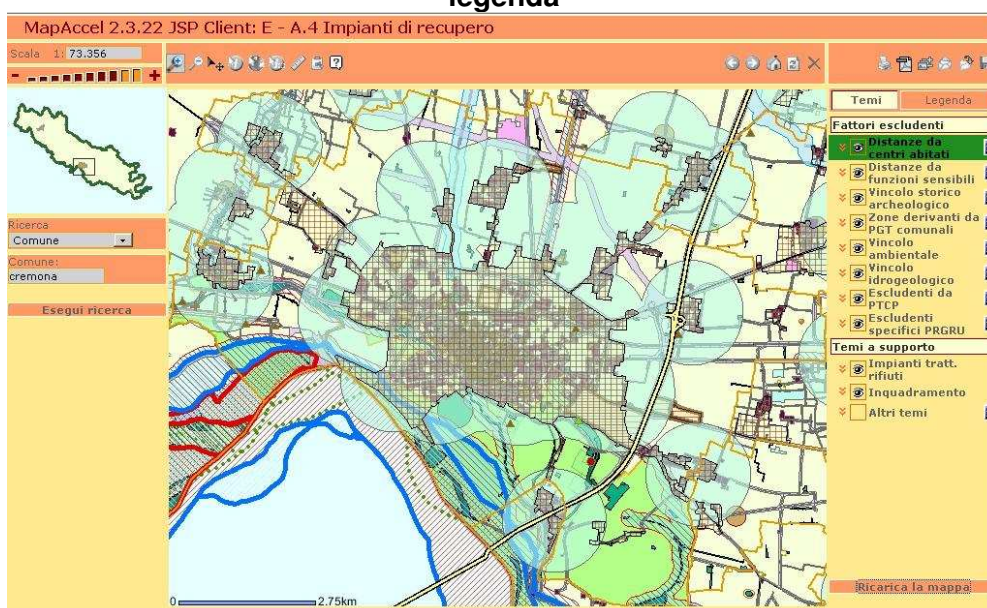 legenda
MapAccel 2.3.22 JSP Client: E - A.4 Impianti di recupero
Scala 1: 73.356
- +
Ricerca
Comune
Comune:
cremona
Esegui ricerca
0 2.75km
Temi Legenda
Fattori escludenti
Distanze da
centri abitati
Distanze da
funzioni sensibili
Vincolo storico
archeologico
Zone derivanti da
PGT comunali
Vincolo
ambientale
Vincolo
idrogeologico
Escludenti da
PTCP
Escludenti
specifici PRGRU
Temi a supporto
Impianti tratt.
rifiuti
Inquadramento
Altri temi
Ricarica la mappa